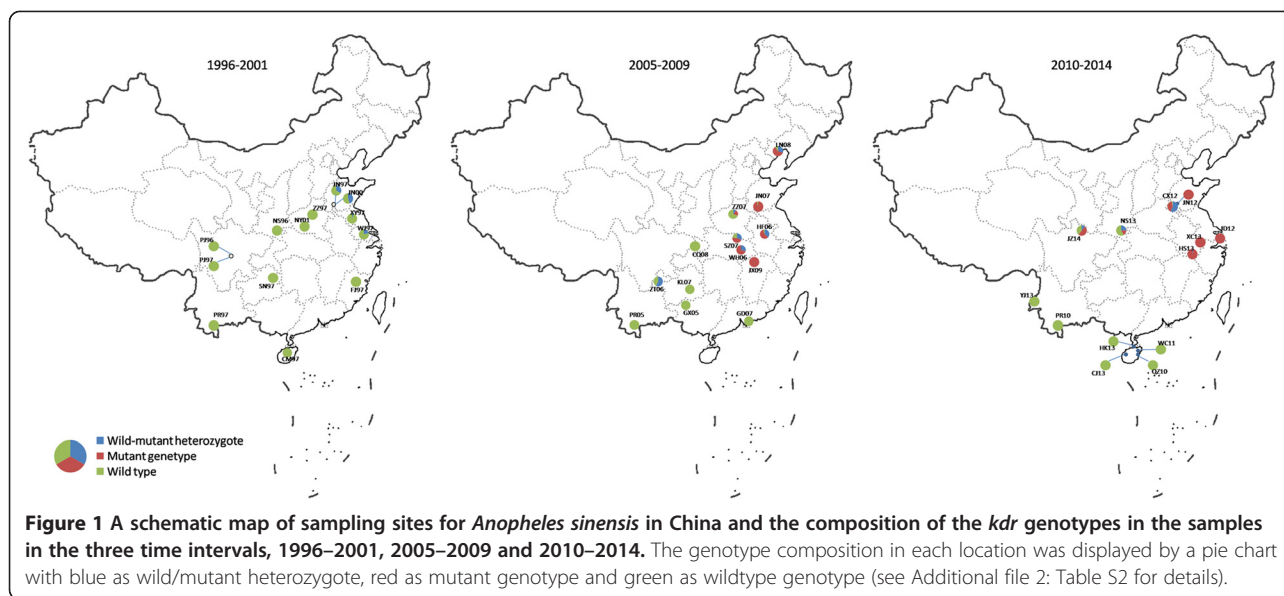 1996-2001
2005-2009
2010-2014
JN97
JN00
ZZ97
XY97
NS96
NY01
WZ97
PJ96
PJ97
SN97
FJ97
PR97
CM97
LN08
JN07
ZZ07
HF06
SZ07
WH06
CQ08
JX09
ZT06
KL07
GX05
PR05
GD07
CX12
JN12
NS13
JZ14
XC13
JD12
HS13
YJ13
PR10
HK13
WC11
CJ13
QZ10
Wild-mutant heterozygote
Mutant genetype
Wild type
Figure 1 A schematic map of sampling sites for Anopheles sinensis in China and the composition of the kdr genotypes in the samples
in the three time intervals, 1996–2001, 2005–2009 and 2010–2014. The genotype composition in each location was displayed by a pie chart
with blue as wild/mutant heterozygote, red as mutant genotype and green as wildtype genotype (see Additional file 2: Table S2 for details).